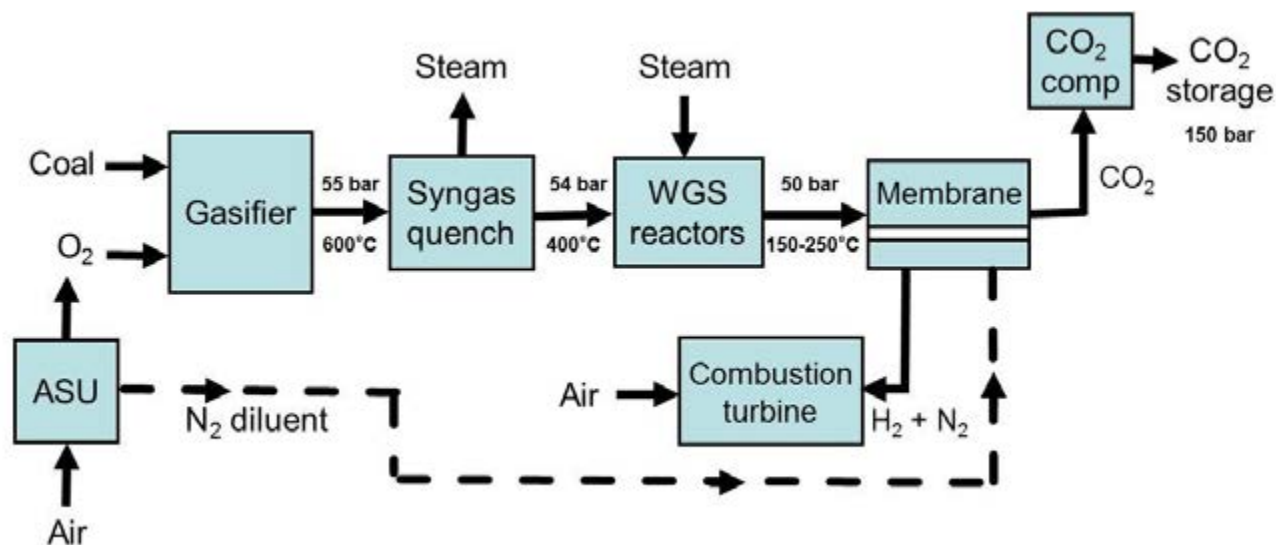 Coal
O₂
Gasifier
55 bar
600°C
Steam
Syngas
quench
54 bar
400°C
Steam
WGS
reactors
50 bar
150-250°C
Membrane
CO₂
CO₂
comp
CO₂
storage
150 bar
ASU
Air
N₂ diluent
Air
Combustion
turbine
H₂ + N₂